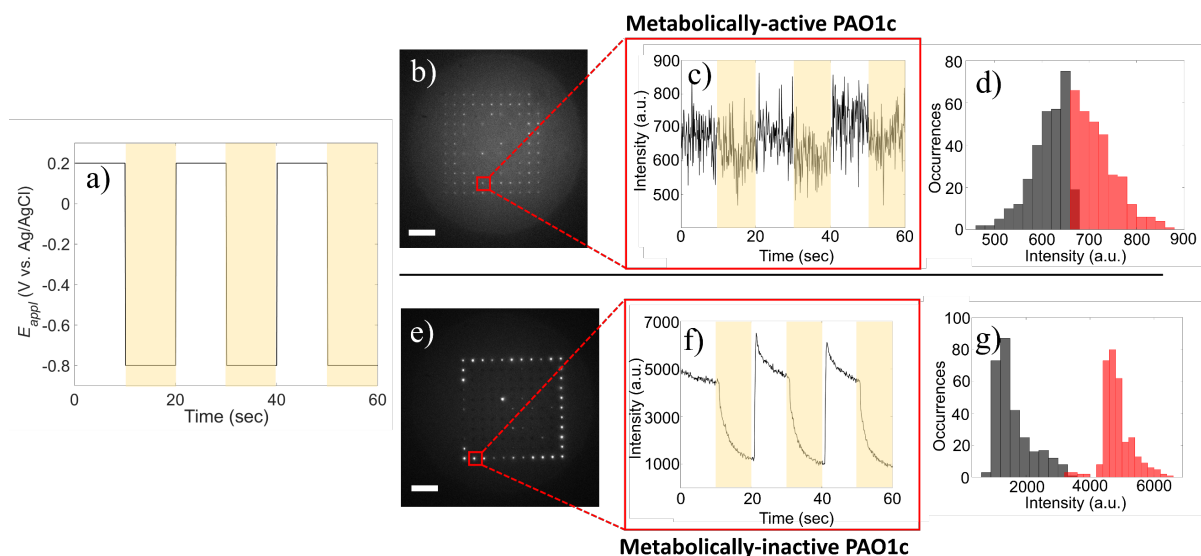 Metabolically-active PAO1c
a)
E_appl (V vs. Ag/AgCl)
0.2
0
-0.2
-0.4
-0.6
-0.8
0 20 40 60
Time (sec)
b)
c)
Intensity (a.u.)
900
800
700
600
500
0 20 40 60
Time (sec)
d)
Occurrences
80
60
40
20
0
500 600 700 800 900
Intensity (a.u.)
e)
f)
Intensity (a.u.)
7000
5000
3000
1000
0 20 40 60
Time (sec)
g)
Occurrences
100
80
60
40
20
0
2000 4000 6000
Intensity (a.u.)
Metabolically-inactive PAO1c